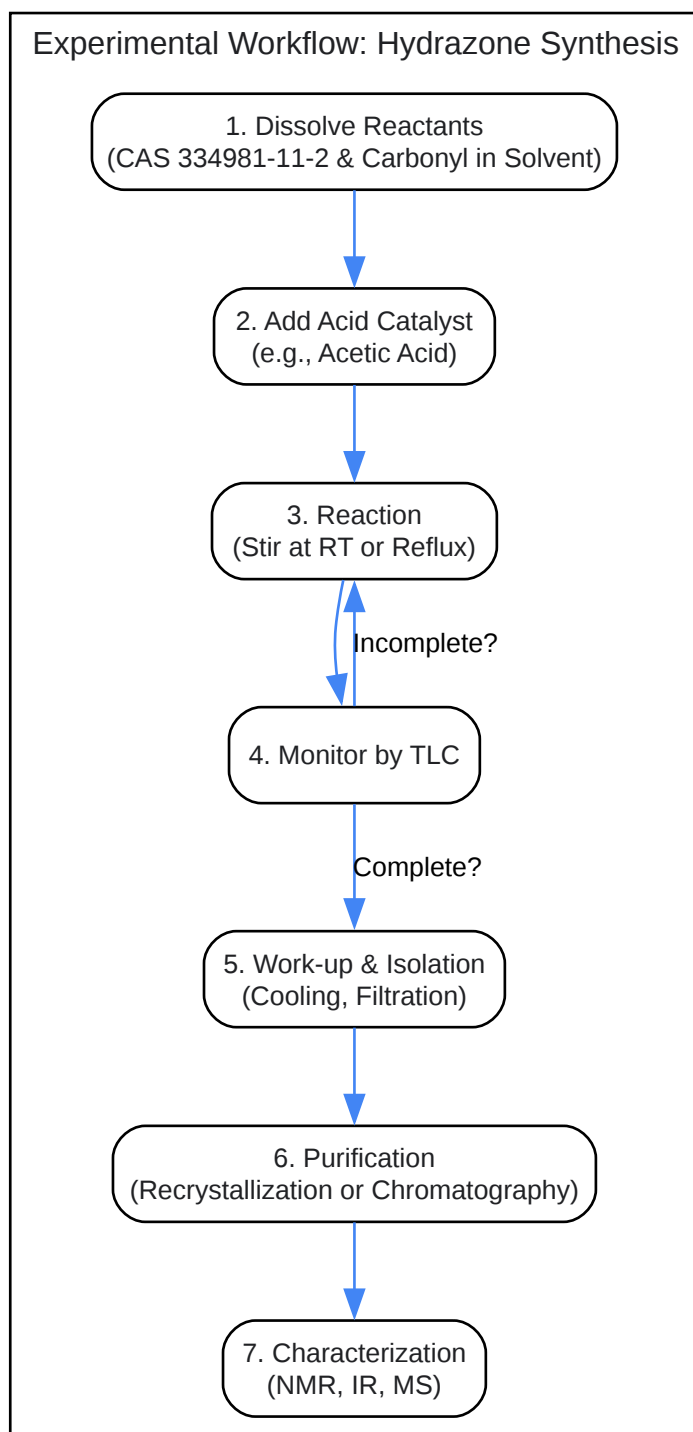 Experimental Workflow: Hydrazone Synthesis
1. Dissolve Reactants
(CAS 334981-11-2 & Carbonyl in Solvent)
2. Add Acid Catalyst
(e.g., Acetic Acid)
3. Reaction
(Stir at RT or Reflux)
Incomplete?
4. Monitor by TLC
Complete?
5. Work-up & Isolation
(Cooling, Filtration)
6. Purification
(Recrystallization or Chromatography)
7. Characterization
(NMR, IR, MS)